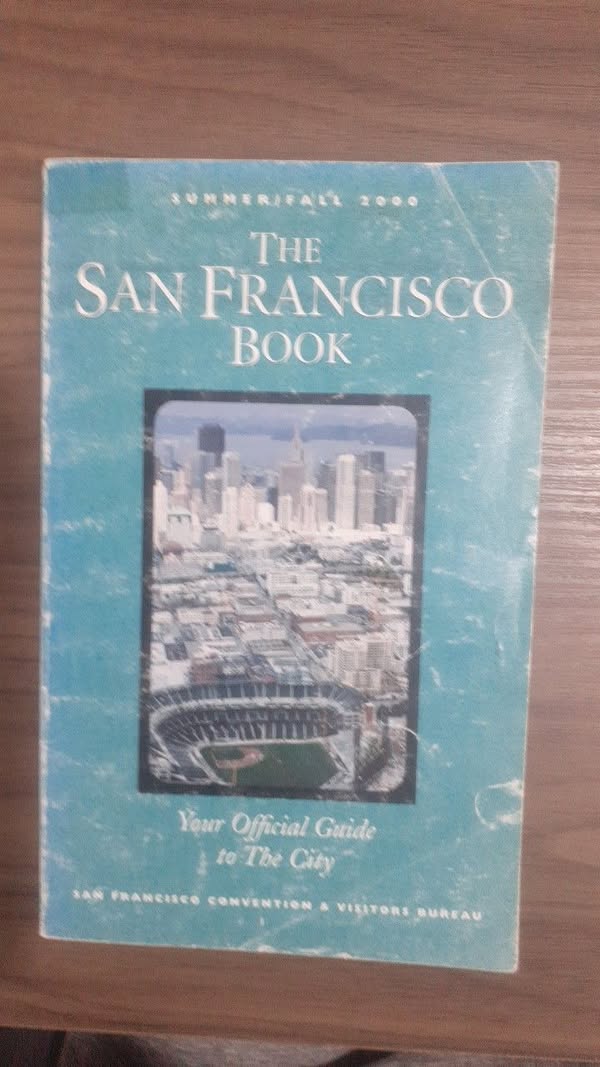 SUMMER/FALL 2000
THE
SAN FRANCISCO
BOOK
Your Official Guide
to The City
SAN FRANCISCO CONVENTION & VISITORS BUREAU